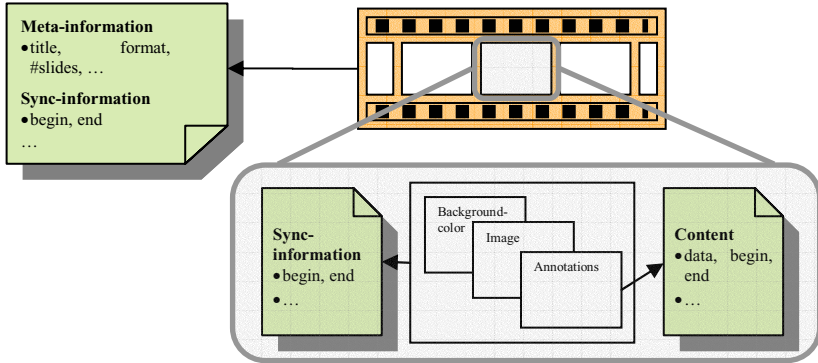 Meta-information
•title, format,
#slides, …
Sync-information
•begin, end
…
Sync-
information
•begin, end
•…
Background-
color
Image
Annotations
Content
•data, begin,
end
•…